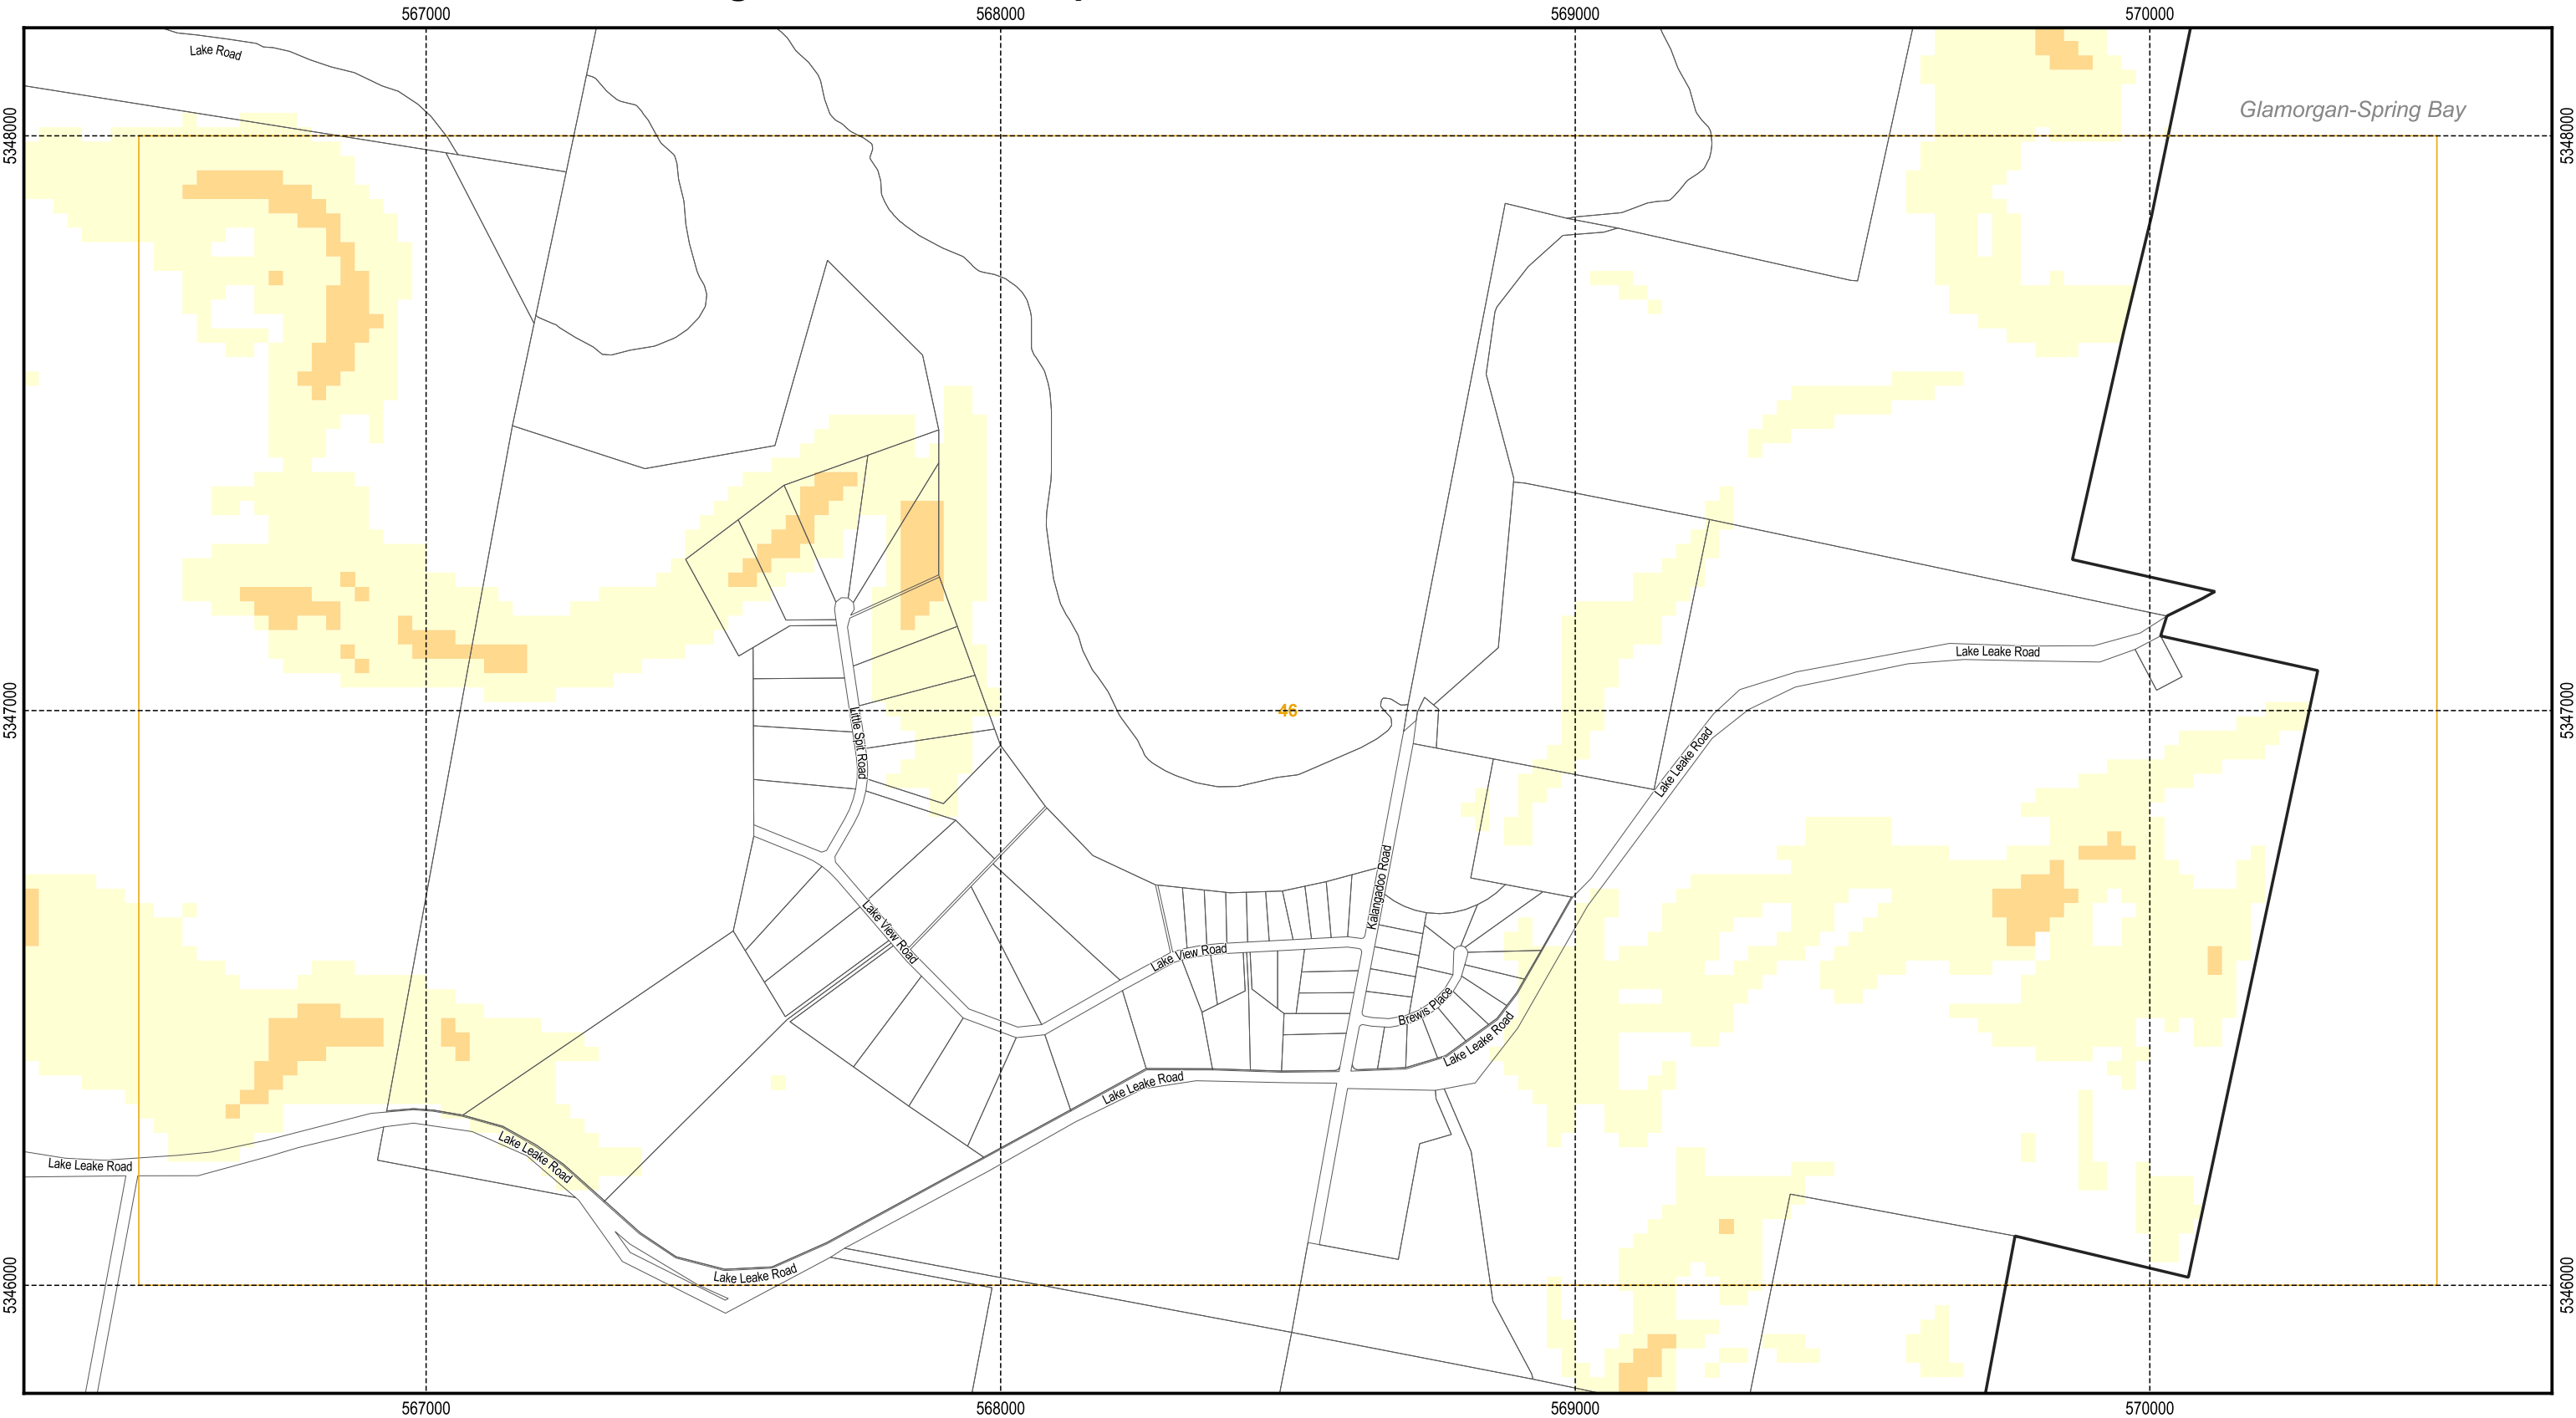 567000
568000
569000
570000
Lake Road
Glamorgan-Spring Bay
5348000
5348000
Lake Leake Road
5347000
46
5347000
Little Spit Road
Lake Leake Road
Kalangadoo Road
Lake View Road
Lake View Road
Brewis Place
Lake Leake Road
Lake Leake Road
Lake Leake Road
Lake Leake Road
Lake Leake Road
5346000
5346000
567000
568000
569000
570000